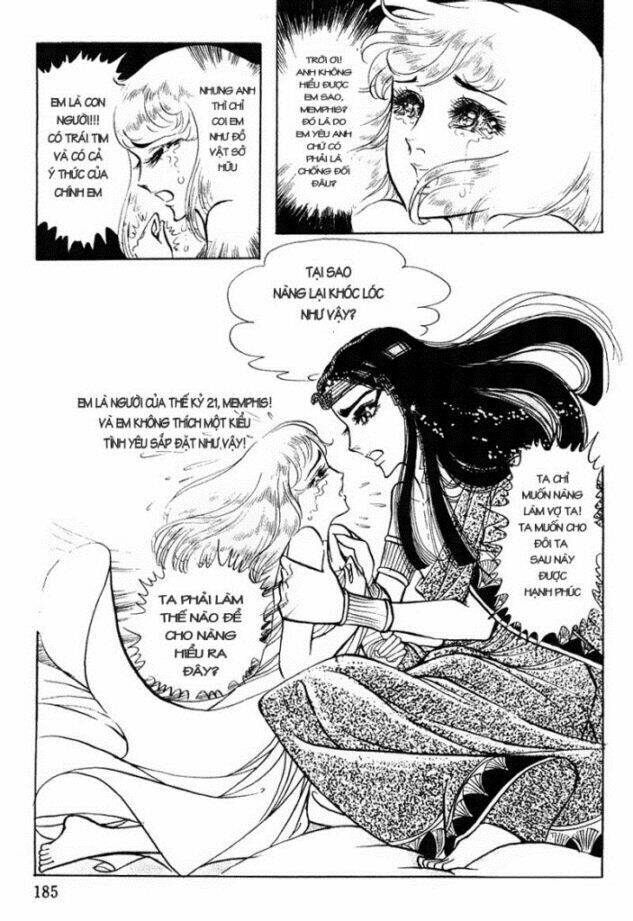 TRỜI ƠI!
ANH KHÔNG
HIỂU ĐƯỢC
EM SAO,
MEMPHIS?
ĐÓ LÀ DO
EM YÊU ANH
CHỨ CÓ
PHẢI LÀ
CHỐNG ĐỐI
ĐÂU?
NHƯNG ANH
THÌ CHỈ
COI EM
NHƯ ĐỒ
VẬT SỞ
HỮU
EM LÀ CON
NGƯỜI!!!
CÓ TRÁI TIM
VÀ CÓ CẢ
Ý THỨC CỦA
CHÍNH EM
TẠI SAO
NÀNG LẠI KHÓC LÓC
NHƯ VẬY?
EM LÀ NGƯỜI CỦA THẾ KỶ 21, MEMPHIS!
VÀ EM KHÔNG THÍCH MỘT KIỂU
TÌNH YÊU SẮP ĐẶT NHƯ VẬY!
TA CHỈ
MUỐN NÀNG
LÀM VỢ TA!
TA MUỐN CHO
ĐÔI TA
SAU NÀY
ĐƯỢC
HẠNH PHÚC
TA PHẢI LÀM
THẾ NÀO ĐỂ
CHO NÀNG
HIỂU RA
ĐÂY?
185